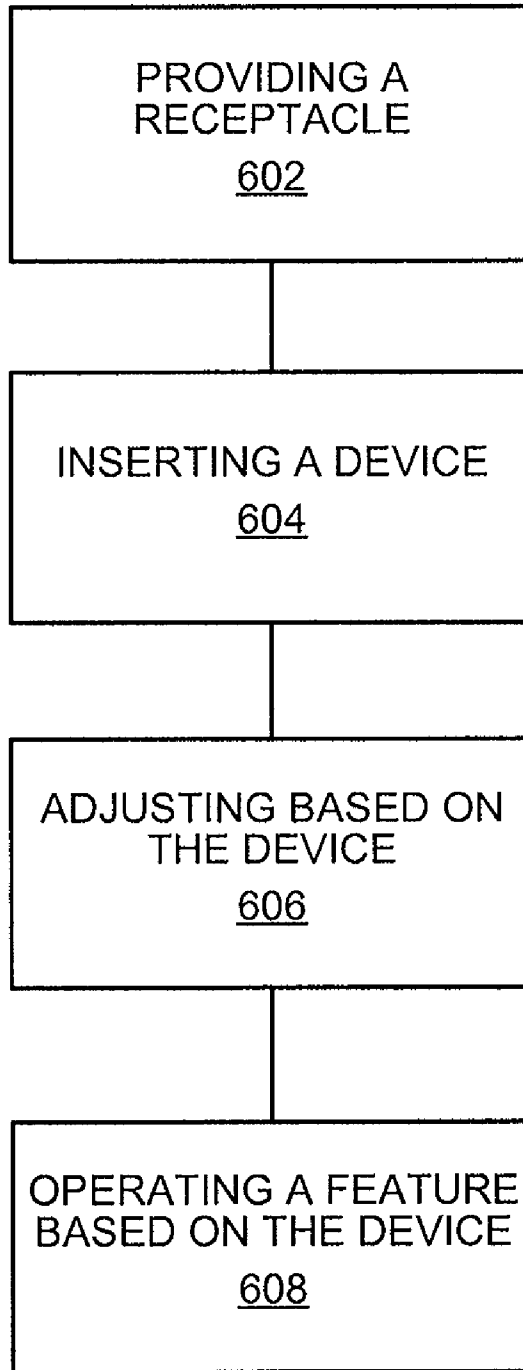 PROVIDING A
RECEPTACLE
602
INSERTING A DEVICE
604
ADJUSTING BASED ON
THE DEVICE
606
OPERATING A FEATURE
BASED ON THE DEVICE
608